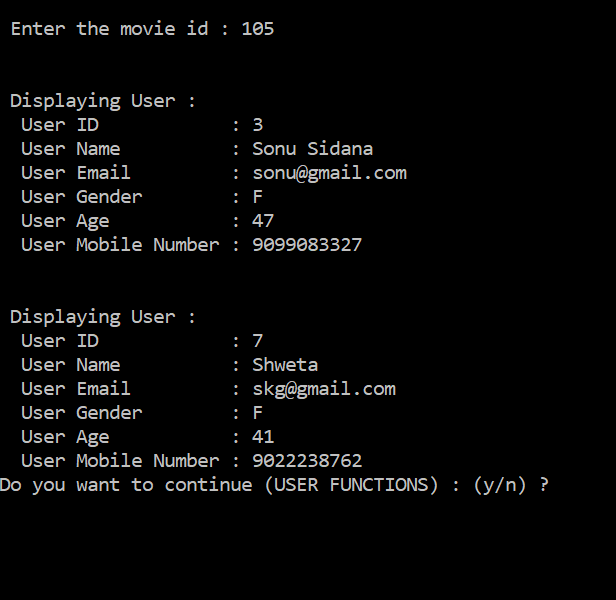 Enter the movie id : 105
Displaying User :
User ID : 3
User Name : Sonu Sidana
User Email : sonu@gmail.com
User Gender : F
User Age : 47
User Mobile Number : 9099083327
Displaying User :
User ID : 7
User Name : Shweta
User Email : skg@gmail.com
User Gender : F
User Age : 41
User Mobile Number : 9022238762
Do you want to continue (USER FUNCTIONS) : (y/n) ?